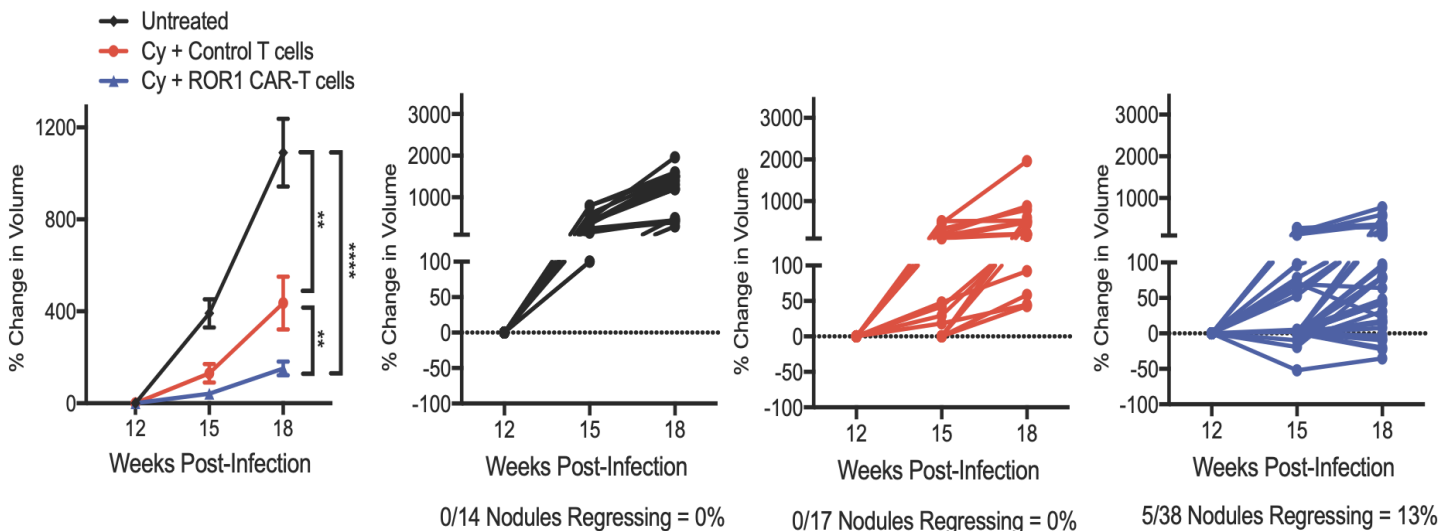 Untreated
Cy + Control T cells
Cy + ROR1 CAR-T cells
% Change in Volume
1200
800
400
0
12 15 18
Weeks Post-Infection
**
****
**
% Change in Volume
3000
2000
1000
100
50
0
-50
-100
12 15 18
Weeks Post-Infection
0/14 Nodules Regressing = 0%
% Change in Volume
3000
2000
1000
100
50
0
-50
-100
12 15 18
Weeks Post-Infection
0/17 Nodules Regressing = 0%
% Change in Volume
3000
2000
1000
100
50
0
-50
-100
12 15 18
Weeks Post-Infection
5/38 Nodules Regressing = 13%